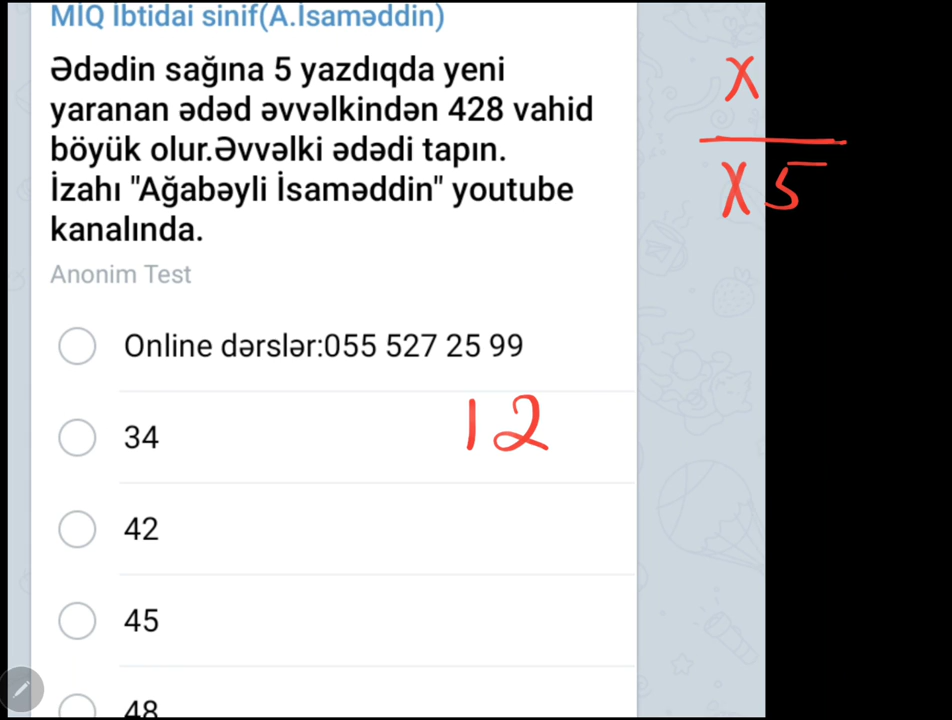 MİQ İbtidai sinif(A.İsaməddin)
Ədədin sağına 5 yazdıqda yeni
yaranan ədəd əvvəlkindən 428 vahid
böyük olur.Əvvəlki ədədi tapın.
İzahı "Ağabəyli İsaməddin" youtube
kanalında.
Anonim Test
Online dərslər:055 527 25 99
34
42
45
48
12
X
X5